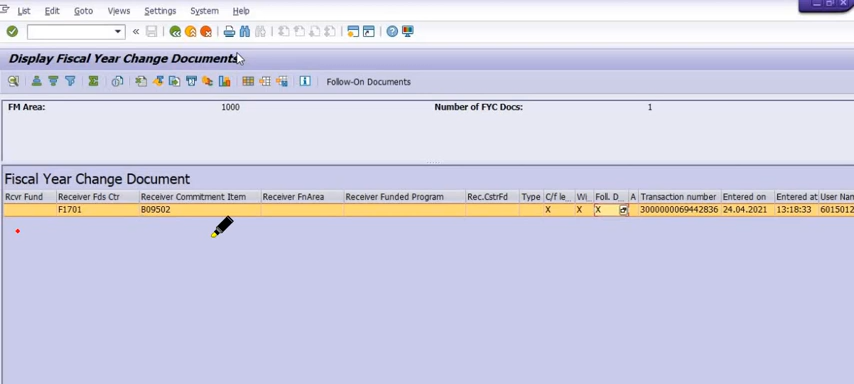 List Edit Goto Views Settings System Help
Display Fiscal Year Change Documents
Follow-On Documents
FM Area: 1000 Number of FYC Docs: 1
Fiscal Year Change Document
Rcvr Fund Receiver Fds Ctr Receiver Commitment Item Receiver FnArea Receiver Funded Program Rec.CstrFd Type C/f le... Wi... Foll. D... A Transaction number Entered on Entered at User Nam
F1701 B09502 X X X 3000000069442836 24.04.2021 13:18:33 6015012